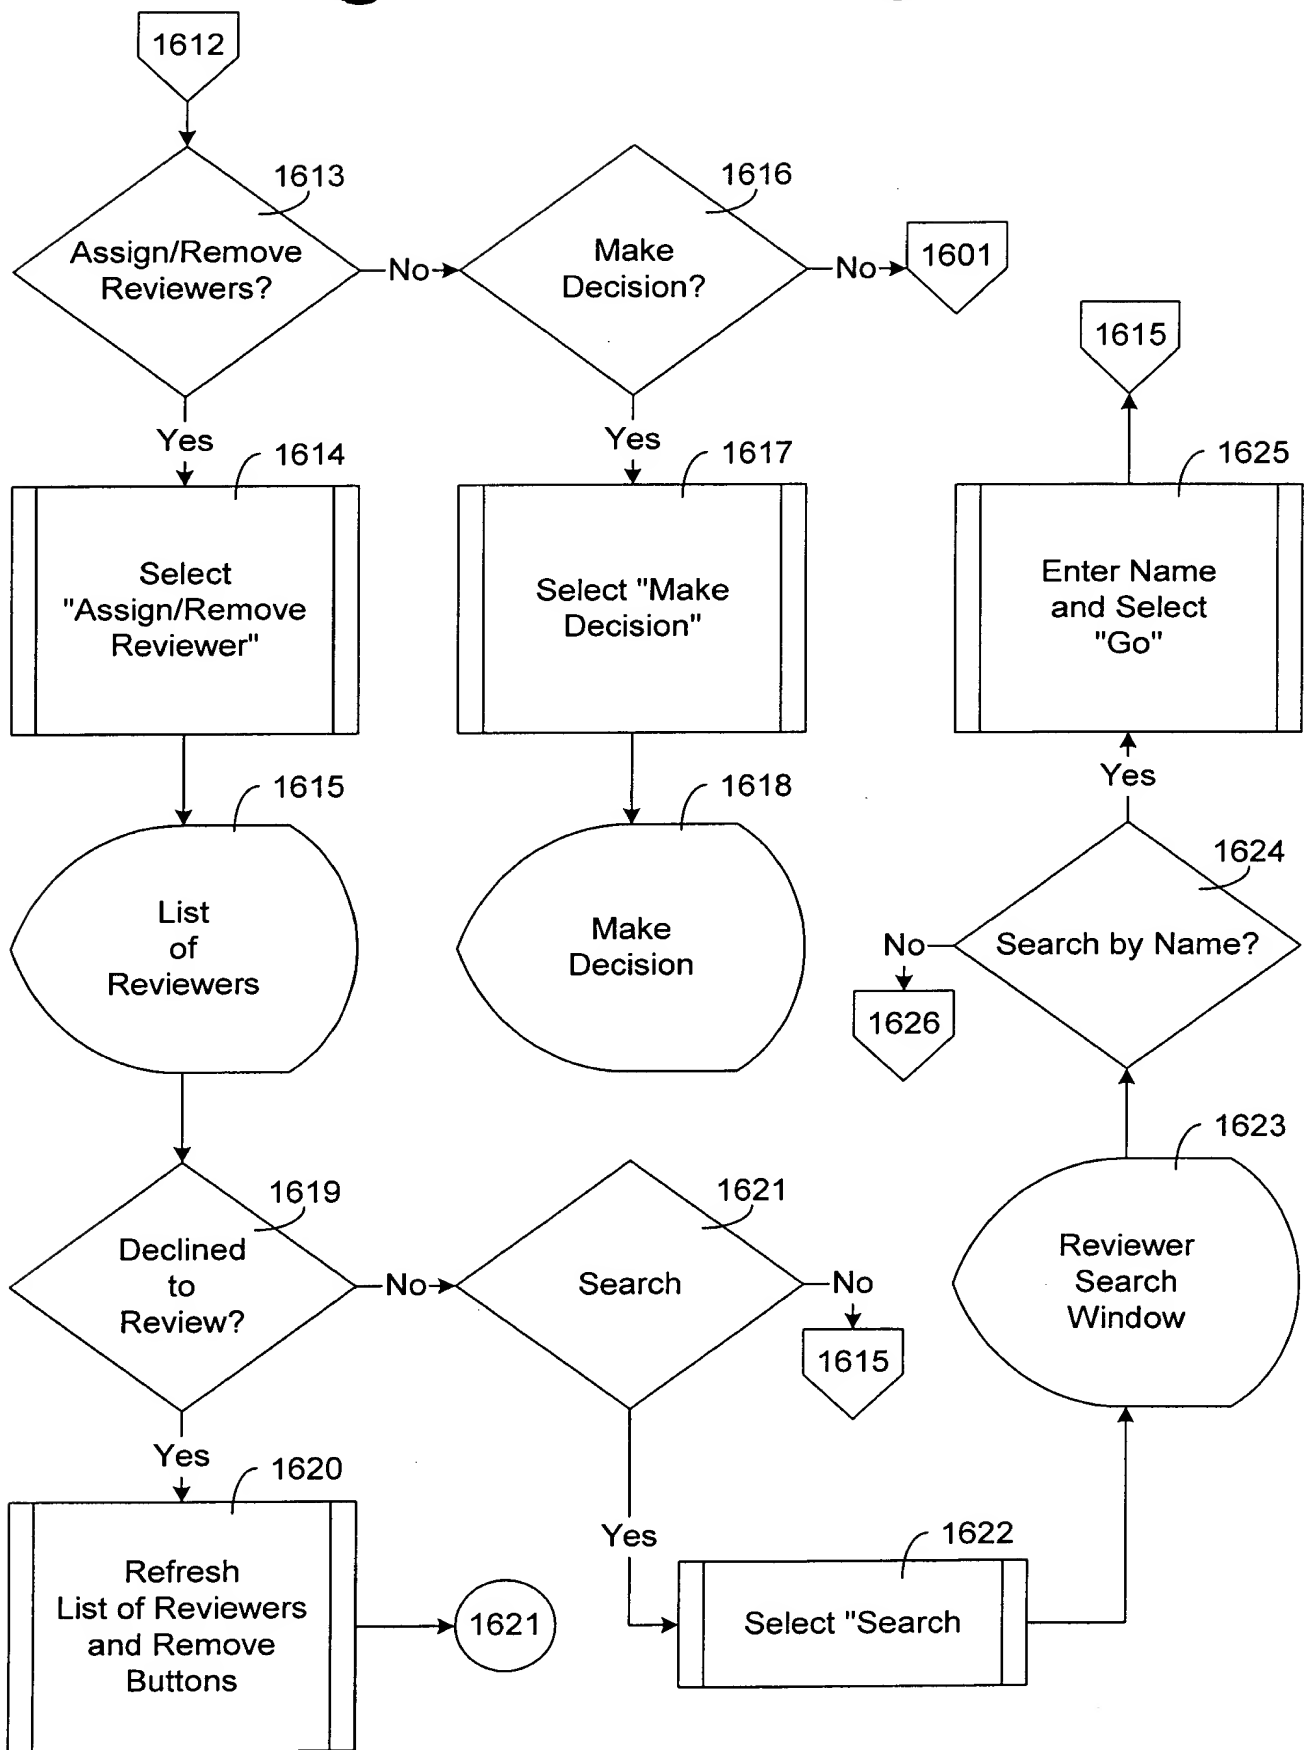 1612
1613
Assign/Remove
Reviewers?
No
1616
Make
Decision?
No
1601
Yes
1614
Select
"Assign/Remove
Reviewer"
Yes
1617
Select "Make
Decision"
1615
1625
Enter Name
and Select
"Go"
Yes
1615
List
of
Reviewers
1618
Make
Decision
1624
Search by Name?
No
1626
1623
Reviewer
Search
Window
1619
Declined
to
Review?
No
1621
Search
No
1615
Yes
1620
Refresh
List of Reviewers
and Remove
Buttons
1621
Yes
1622
Select "Search